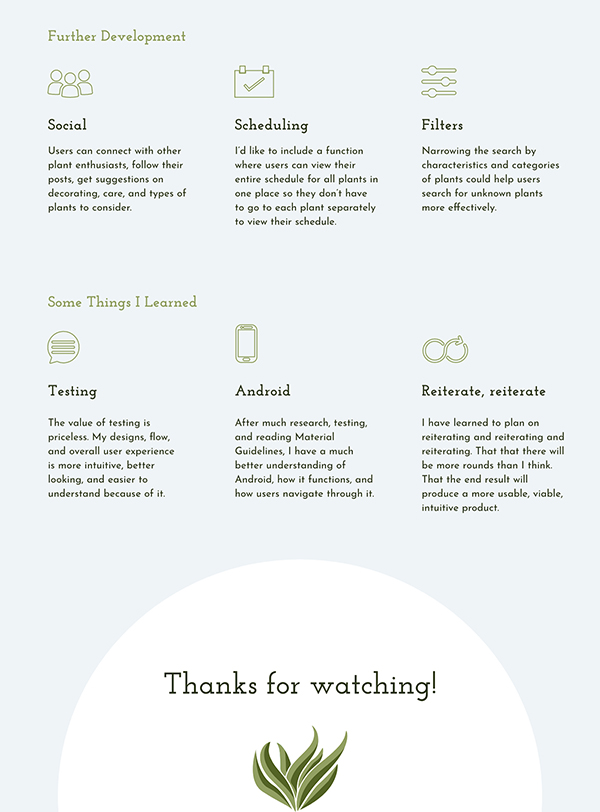 Further Development
Social
Users can connect with other
plant enthusiasts, follow their
posts, get suggestions on
decorating, care, and types of
plants to consider.
Scheduling
I'd like to include a function
where users can view their
entire schedule for all plants in
one place so they don't have
to go to each plant separately
to view their schedule.
Filters
Narrowing the search by
characteristics and categories
of plants could help users
search for unknown plants
more effectively.
Some Things I Learned
Testing
The value of testing is
priceless. My designs, flow,
and overall user experience
is more intuitive, better
looking, and easier to
understand because of it.
Android
After much research, testing,
and reading Material
Guidelines, I have a much
better understanding of
Android, how it functions, and
how users navigate through it.
Reiterate, reiterate
I have learned to plan on
reiterating and reiterating and
reiterating. That that there will
be more rounds than I think.
That the end result will
produce a more usable, viable,
intuitive product.
Thanks for watching!